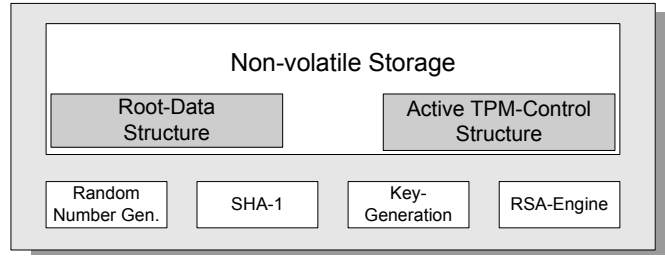 Non-volatile Storage
Root-Data
Structure
Active TPM-Control
Structure
Random
Number Gen.
SHA-1
Key-
Generation
RSA-Engine